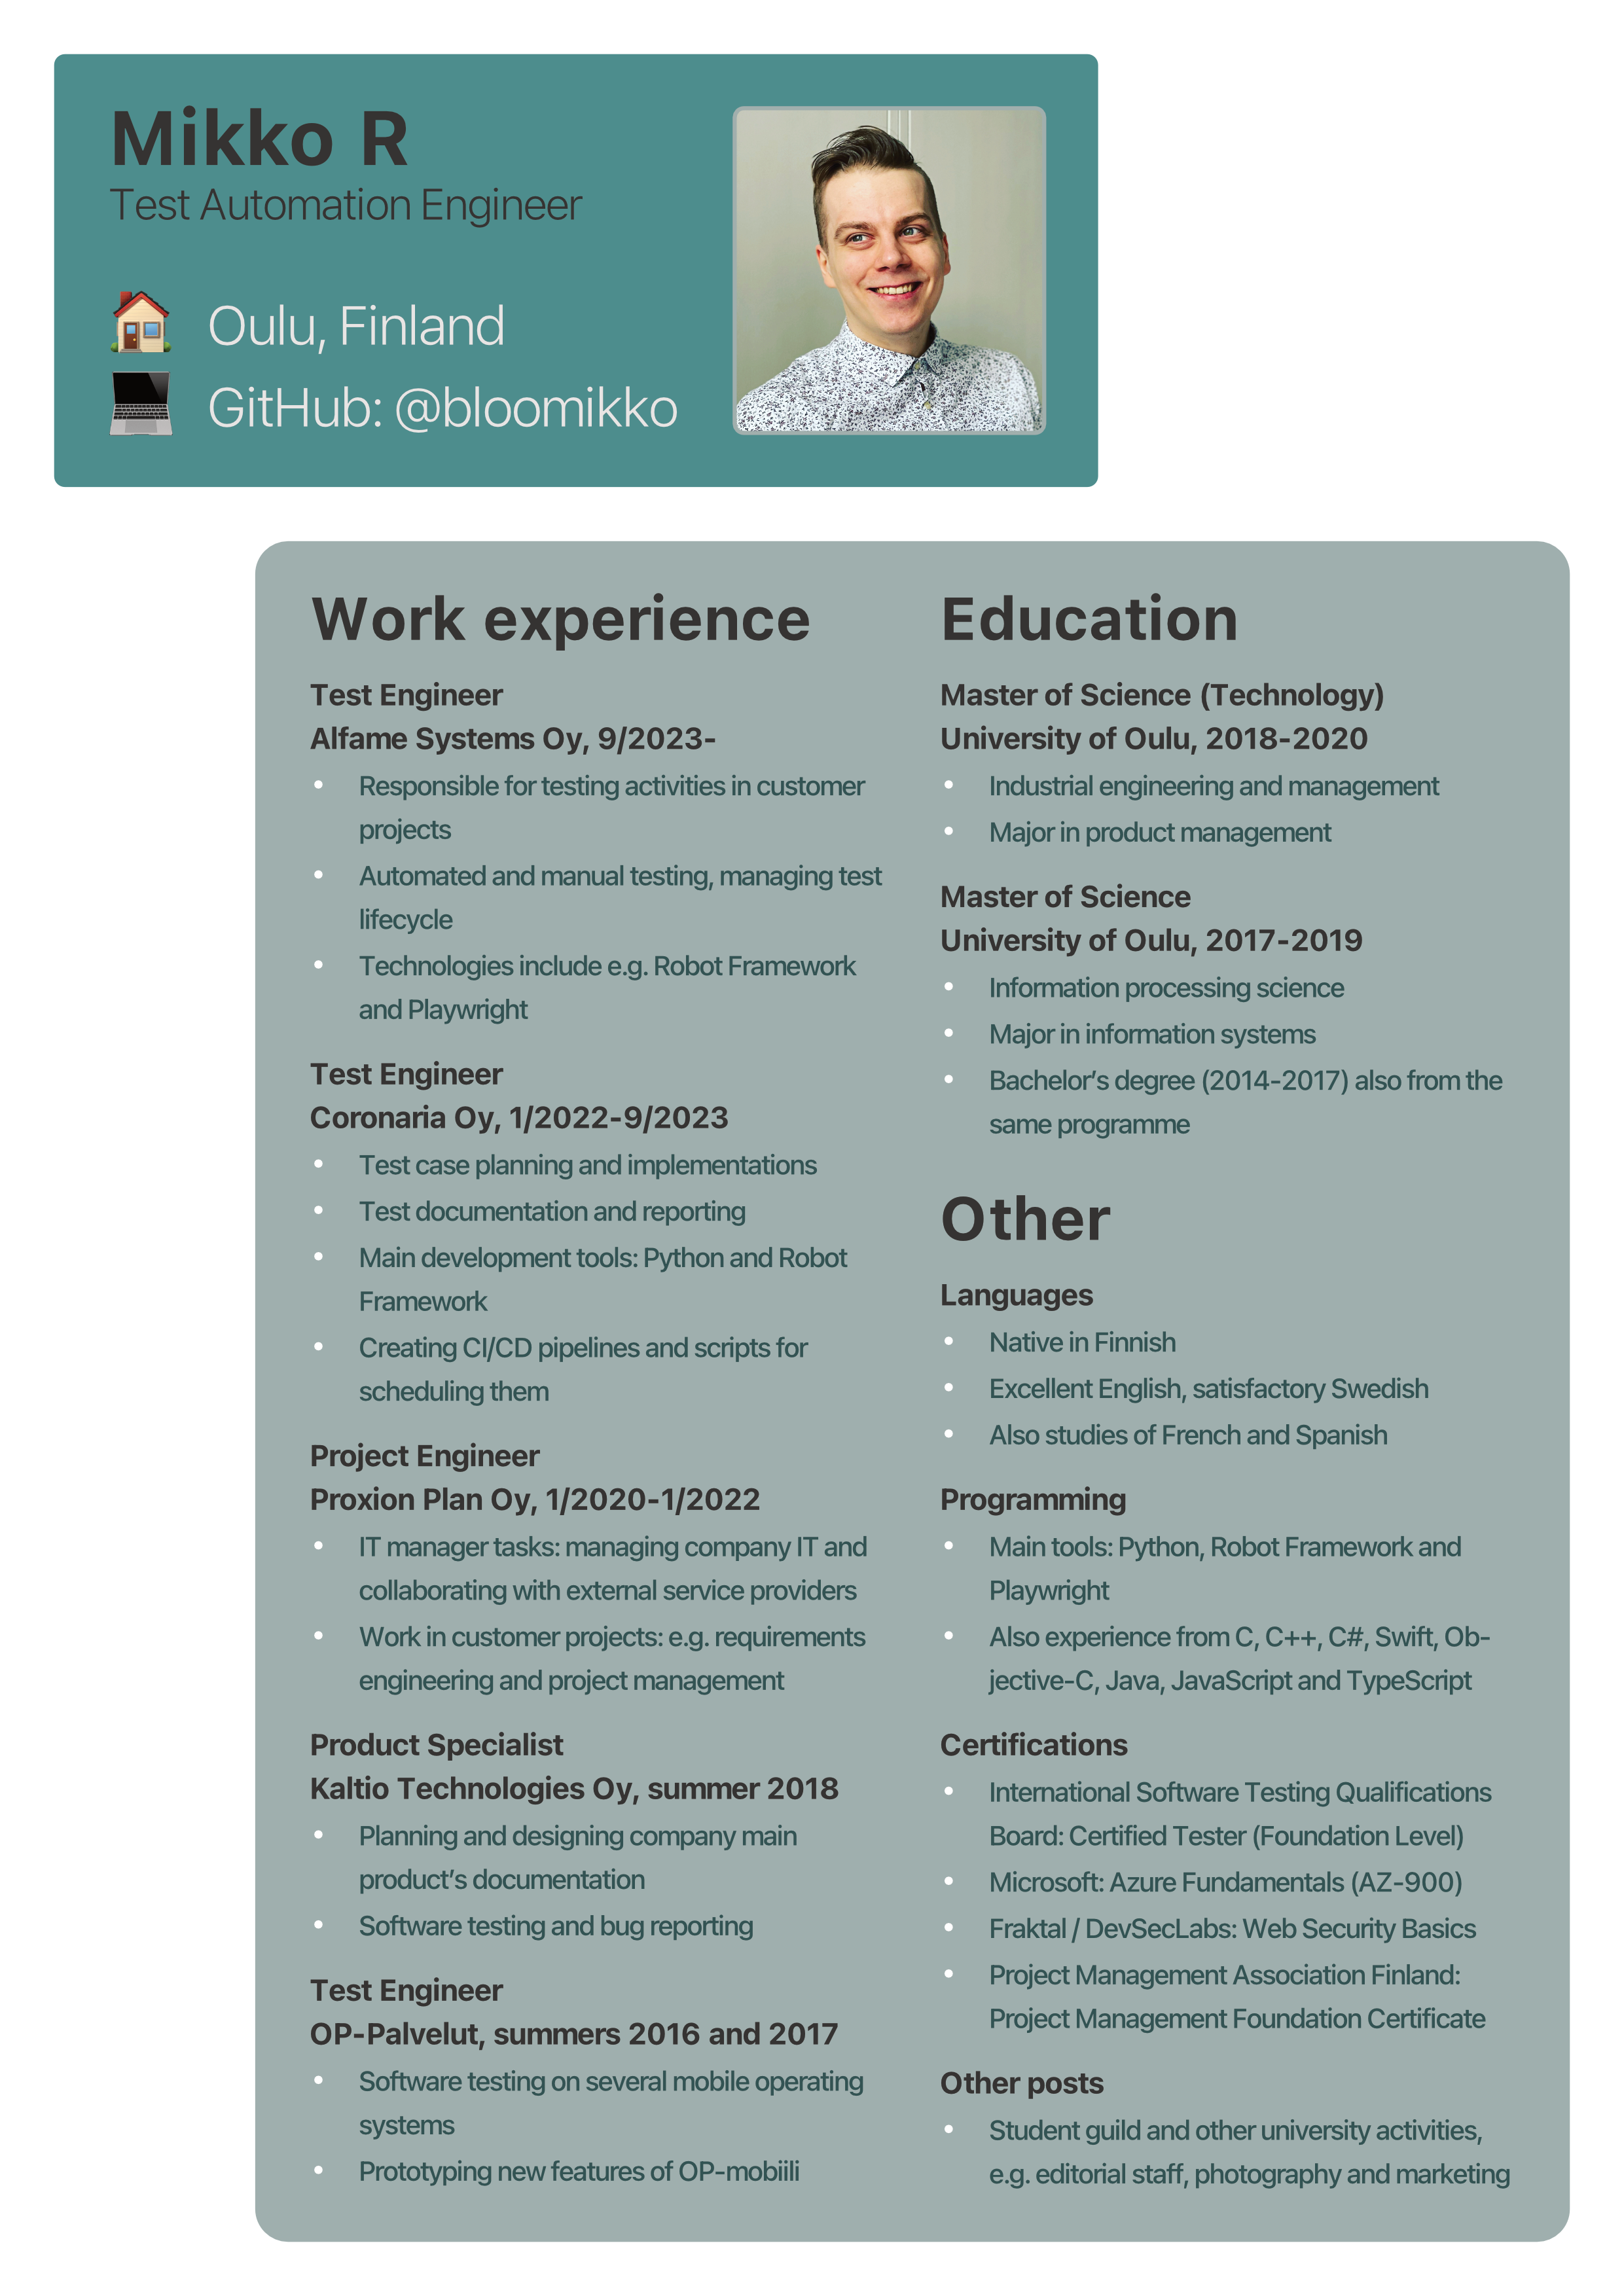 Mikko R
Test Automation Engineer
Oulu, Finland
GitHub: @bloomikko
Work experience
Test Engineer
Alfame Systems Oy, 9/2023-
• Responsible for testing activities in customer
projects
• Automated and manual testing, managing test
lifecycle
• Technologies include e.g. Robot Framework
and Playwright
Test Engineer
Coronaria Oy, 1/2022-9/2023
• Test case planning and implementations
• Test documentation and reporting
• Main development tools: Python and Robot
Framework
• Creating CI/CD pipelines and scripts for
scheduling them
Project Engineer
Proxion Plan Oy, 1/2020-1/2022
• IT manager tasks: managing company IT and
collaborating with external service providers
• Work in customer projects: e.g. requirements
engineering and project management
Product Specialist
Kaltio Technologies Oy, summer 2018
• Planning and designing company main
product’s documentation
• Software testing and bug reporting
Test Engineer
OP-Palvelut, summers 2016 and 2017
• Software testing on several mobile operating
systems
• Prototyping new features of OP-mobiili
Education
Master of Science (Technology)
University of Oulu, 2018-2020
• Industrial engineering and management
• Major in product management
Master of Science
University of Oulu, 2017-2019
• Information processing science
• Major in information systems
• Bachelor’s degree (2014-2017) also from the
same programme
Other
Languages
• Native in Finnish
• Excellent English, satisfactory Swedish
• Also studies of French and Spanish
Programming
• Main tools: Python, Robot Framework and
Playwright
• Also experience from C, C++, C#, Swift, Ob-
jective-C, Java, JavaScript and TypeScript
Certifications
• International Software Testing Qualifications
Board: Certified Tester (Foundation Level)
• Microsoft: Azure Fundamentals (AZ-900)
• Fraktal / DevSecLabs: Web Security Basics
• Project Management Association Finland:
Project Management Foundation Certificate
Other posts
• Student guild and other university activities,
e.g. editorial staff, photography and marketing